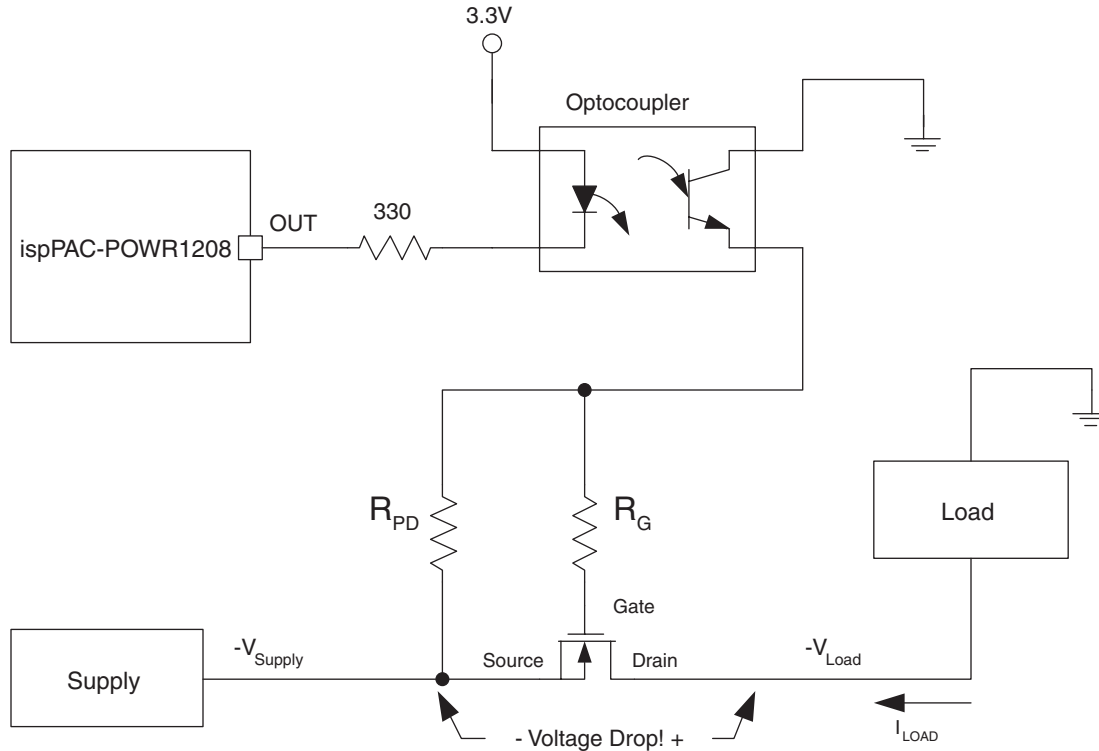 3.3V
Optocoupler
330
OUT
ispPAC-POWR1208
R_PD
R_G
Load
Gate
-V_Supply
Source
Drain
-V_Load
Supply
I_LOAD
- Voltage Drop! +